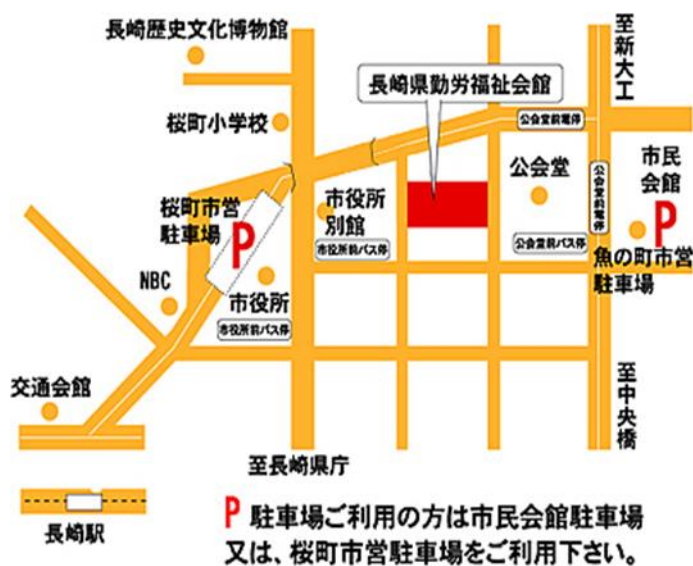 長崎歴史文化博物館
至新大工
長崎県勤労福祉会館
桜町小学校
公会堂前電停
市民会館
公会堂
公会堂前電停
P
桜町市営
駐車場
P
市役所
別館
市役所前バス停
公会堂前バス停
魚の町市営
駐車場
NBC
市役所
市役所前バス停
交通会館
至中央橋
至長崎県庁
長崎駅
P 駐車場ご利用の方は市民会館駐車場
又は、桜町市営駐車場をご利用下さい。